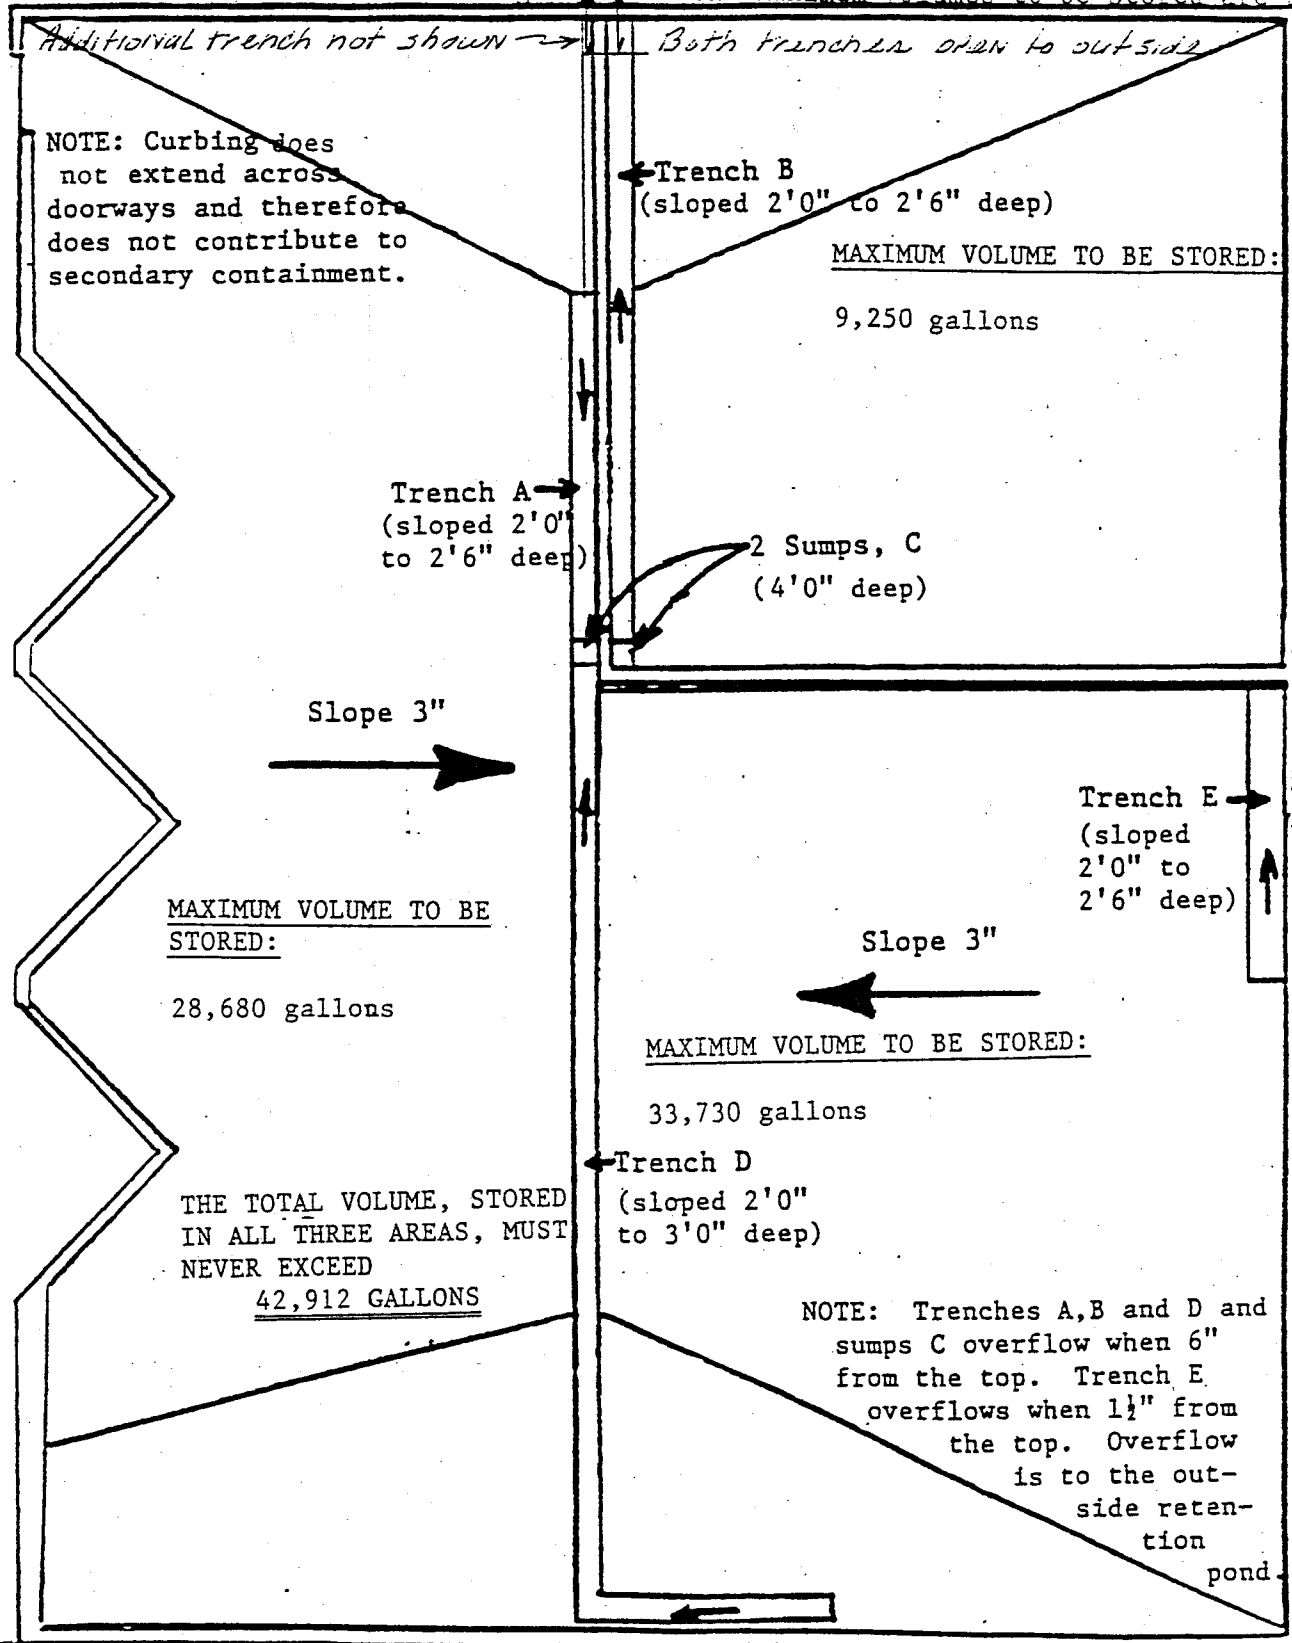 maximum volumes to be stored are
Additional trench not shown → Both trenches open to outside
NOTE: Curbing does
not extend across
doorways and therefore
does not contribute to
secondary containment.
Trench B
(sloped 2'0" to 2'6" deep)
MAXIMUM VOLUME TO BE STORED:
9,250 gallons
Trench A
(sloped 2'0"
to 2'6" deep)
2 Sumps, C
(4'0" deep)
Slope 3"
Trench E
(sloped
2'0" to
2'6" deep)
MAXIMUM VOLUME TO BE
STORED:
28,680 gallons
Slope 3"
MAXIMUM VOLUME TO BE STORED:
33,730 gallons
Trench D
(sloped 2'0"
to 3'0" deep)
THE TOTAL VOLUME, STORED
IN ALL THREE AREAS, MUST
NEVER EXCEED
42,912 GALLONS
NOTE: Trenches A,B and D and
sumps C overflow when 6"
from the top. Trench E
overflows when 1½" from
the top. Overflow
is to the out-
side reten-
tion
pond.